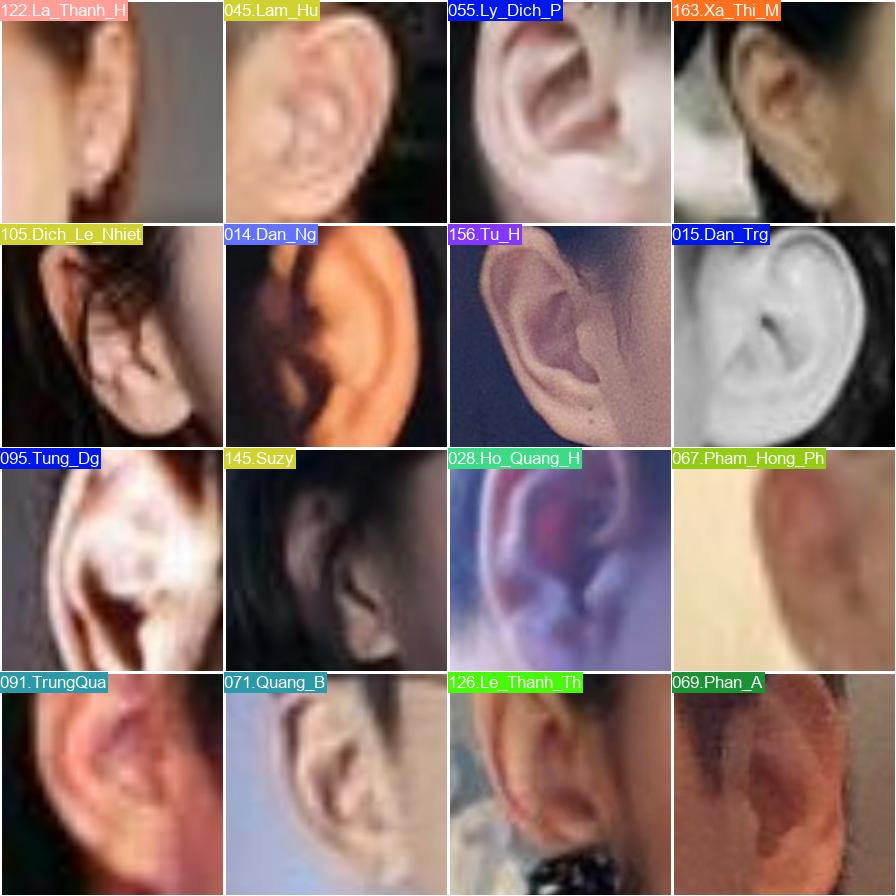 122.La_Thanh_H
045.Lam_Hu
055.Ly_Dich_P
163.Xa_Thi_M
105.Dich_Le_Nhiet
014.Dan_Ng
156.Tu_H
015.Dan_Trg
095.Tung_Dg
145.Suzy
028.Ho_Quang_H
067.Pham_Hong_Ph
091.TrungQua
071.Quang_B
126.Le_Thanh_Th
069.Phan_A